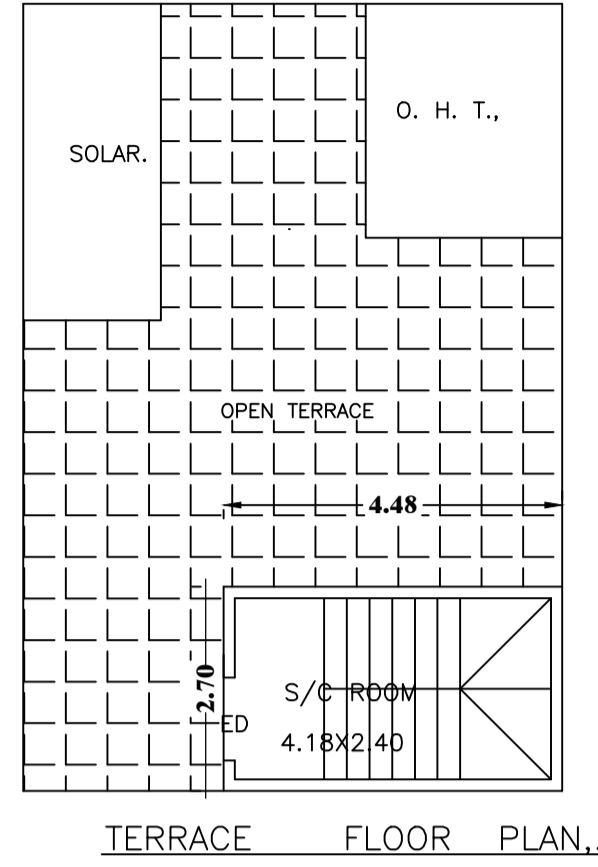 O. H. T.,
SOLAR.
OPEN TERRACE
4.48
2.70
S/C ROOM
ED
4.18X2.40
TERRACE FLOOR PLAN,.